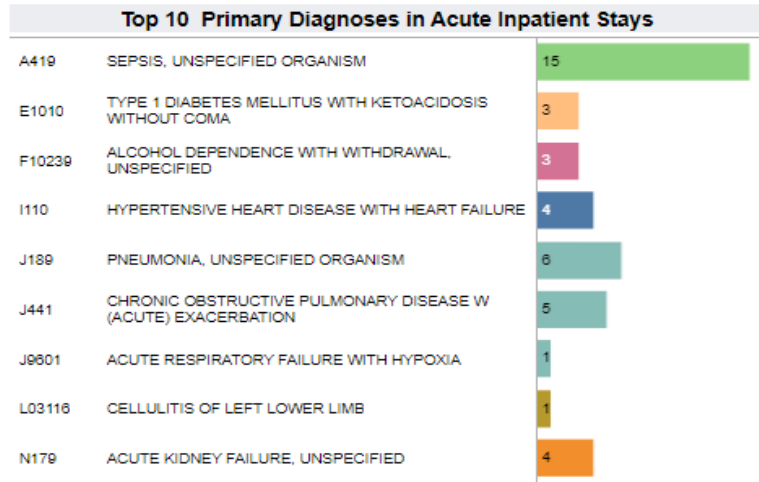 Top 10  Primary Diagnoses in Acute Inpatient Stays
A419 SEPSIS, UNSPECIFIED ORGANISM 15
E1010 TYPE 1 DIABETES MELLITUS WITH KETOACIDOSIS
WITHOUT COMA 3
F10239 ALCOHOL DEPENDENCE WITH WITHDRAWAL,
UNSPECIFIED 3
I110 HYPERTENSIVE HEART DISEASE WITH HEART FAILURE 4
J189 PNEUMONIA, UNSPECIFIED ORGANISM 6
J441 CHRONIC OBSTRUCTIVE PULMONARY DISEASE W
(ACUTE) EXACERBATION 5
J9601 ACUTE RESPIRATORY FAILURE WITH HYPOXIA 1
L03116 CELLULITIS OF LEFT LOWER LIMB 1
N179 ACUTE KIDNEY FAILURE, UNSPECIFIED 4